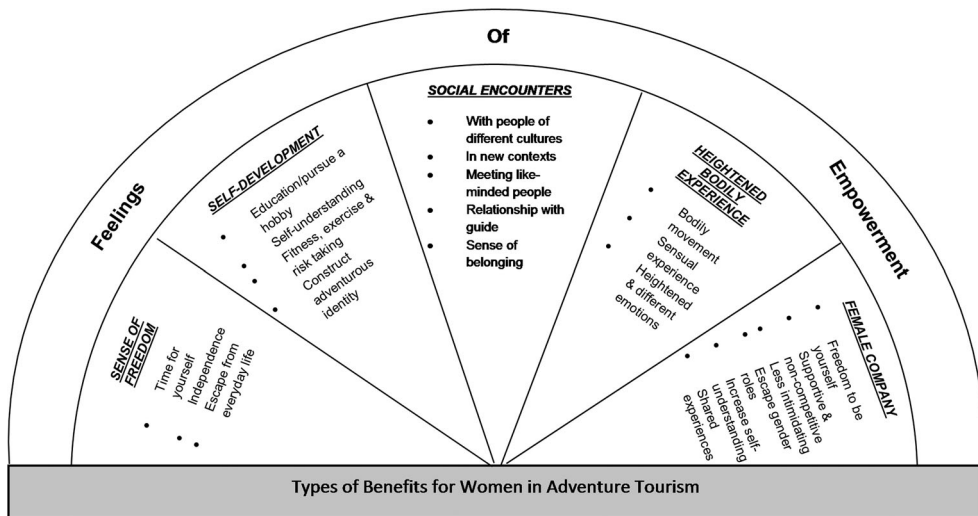 Feelings
Of
Empowerment
SENSE OF
FREEDOM
• Time for
yourself
• Independence
• Escape from
everyday life
SELF-DEVELOPMENT
• Education/pursue a
hobby
• Self-understanding
• Fitness, exercise &
risk taking
• Construct
adventurous
identity
SOCIAL ENCOUNTERS
• With people of
different cultures
• In new contexts
• Meeting like-
minded people
• Relationship with
guide
• Sense of
belonging
HEIGHTENED
BODILY
EXPERIENCE
• Bodily
movement
• Sensual
experience
• Heightened
& different
emotions
FEMALE COMPANY
• Freedom to be
yourself
• Supportive &
non-competitive
• Less intimidating
• Escape gender
roles
• Increase self-
understanding
• Shared
experiences
Types of Benefits for Women in Adventure Tourism